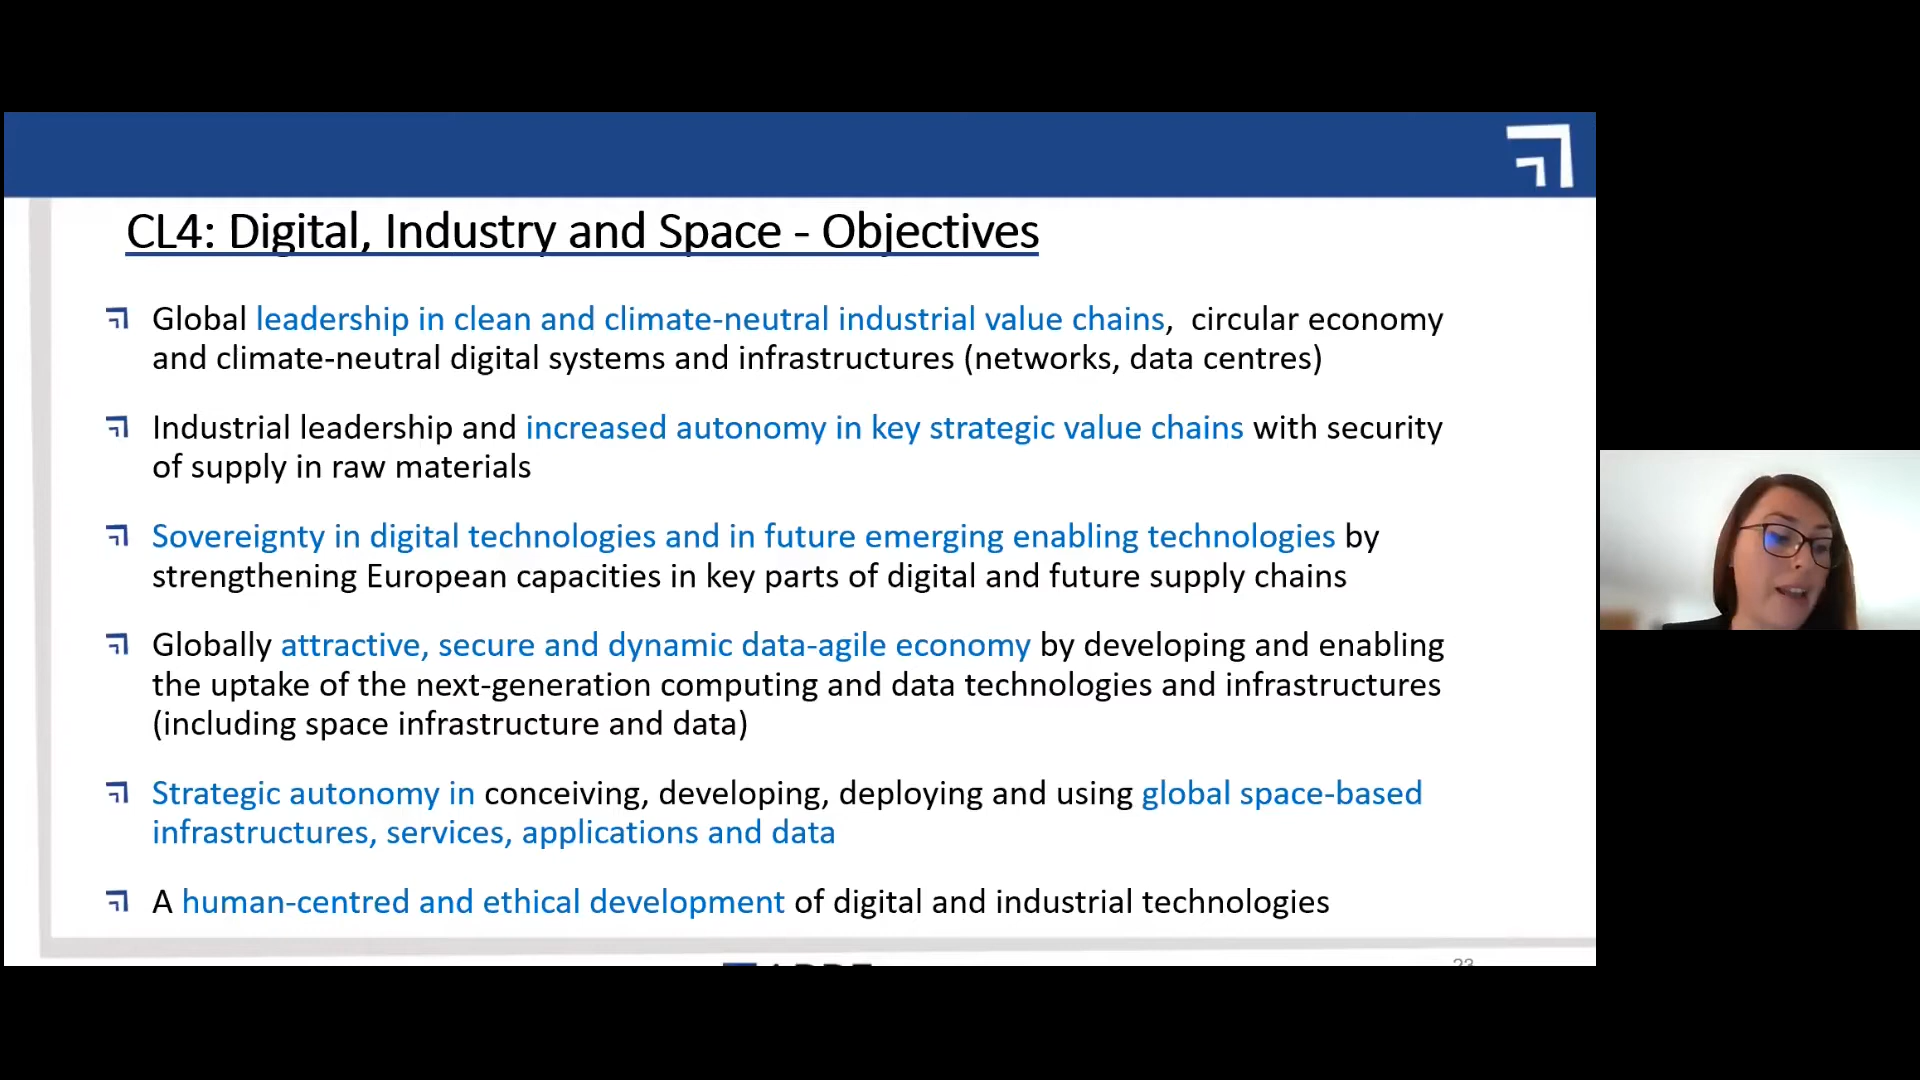 CL4: Digital, Industry and Space - Objectives
Global leadership in clean and climate-neutral industrial value chains, circular economy
and climate-neutral digital systems and infrastructures (networks, data centres)
Industrial leadership and increased autonomy in key strategic value chains with security
of supply in raw materials
Sovereignty in digital technologies and in future emerging enabling technologies by
strengthening European capacities in key parts of digital and future supply chains
Globally attractive, secure and dynamic data-agile economy by developing and enabling
the uptake of the next-generation computing and data technologies and infrastructures
(including space infrastructure and data)
Strategic autonomy in conceiving, developing, deploying and using global space-based
infrastructures, services, applications and data
A human-centred and ethical development of digital and industrial technologies